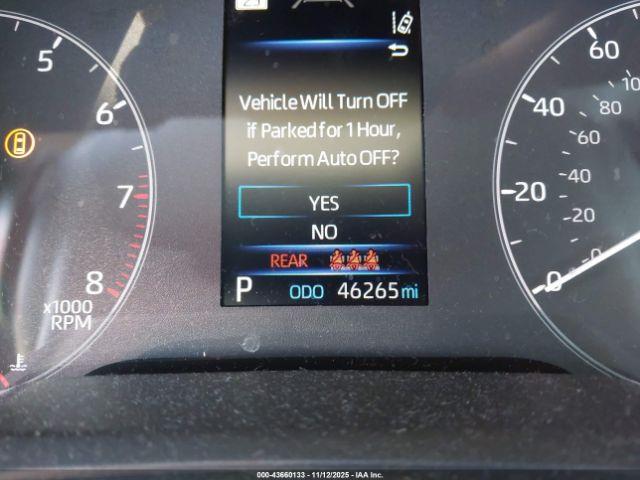 5
6
7
8
x1000
RPM
Vehicle Will Turn OFF
if Parked for 1 Hour,
Perform Auto OFF?
YES
NO
REAR
P ODO 46265 mi
60
40
20
0
80
60
40
20
0
000-43660133 - 11/12/2025 - IAA Inc.